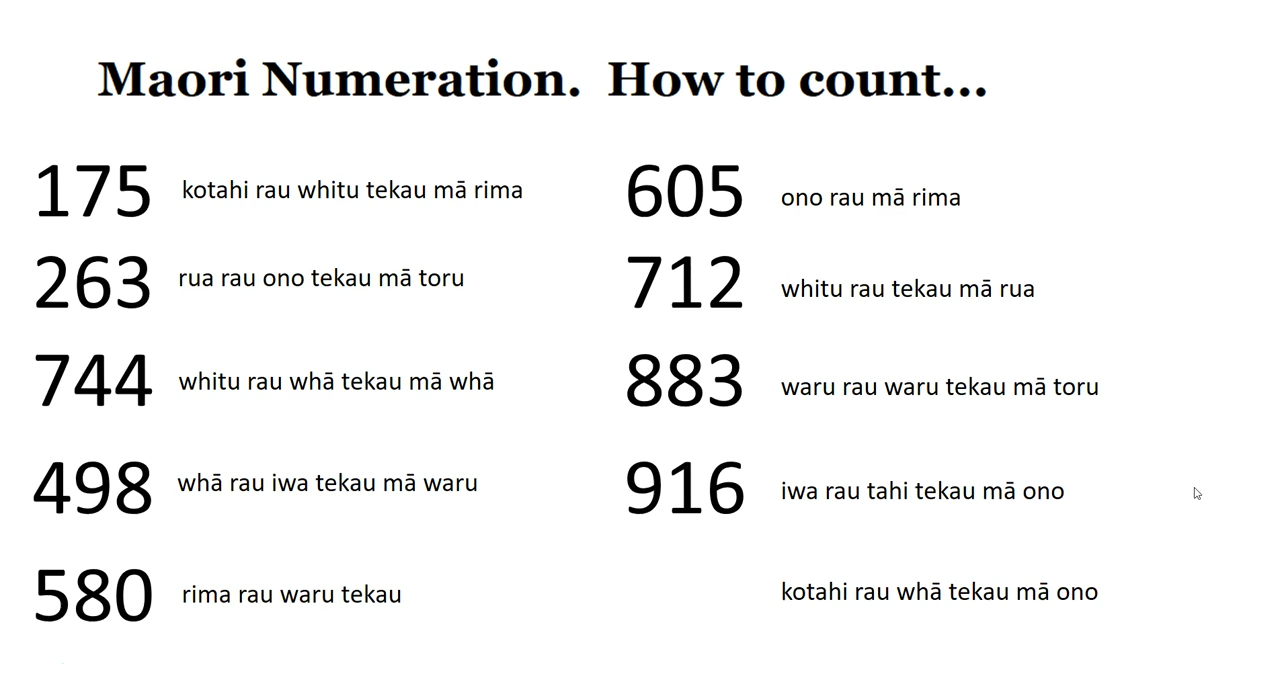 Maori Numeration. How to count...
175 kotahi rau whitu tekau mā rima
263 rua rau ono tekau mā toru
744 whitu rau whā tekau mā whā
498 whā rau iwa tekau mā waru
580 rima rau waru tekau
605 ono rau mā rima
712 whitu rau tekau mā rua
883 waru rau waru tekau mā toru
916 iwa rau tahi tekau mā ono
kotahi rau whā tekau mā ono